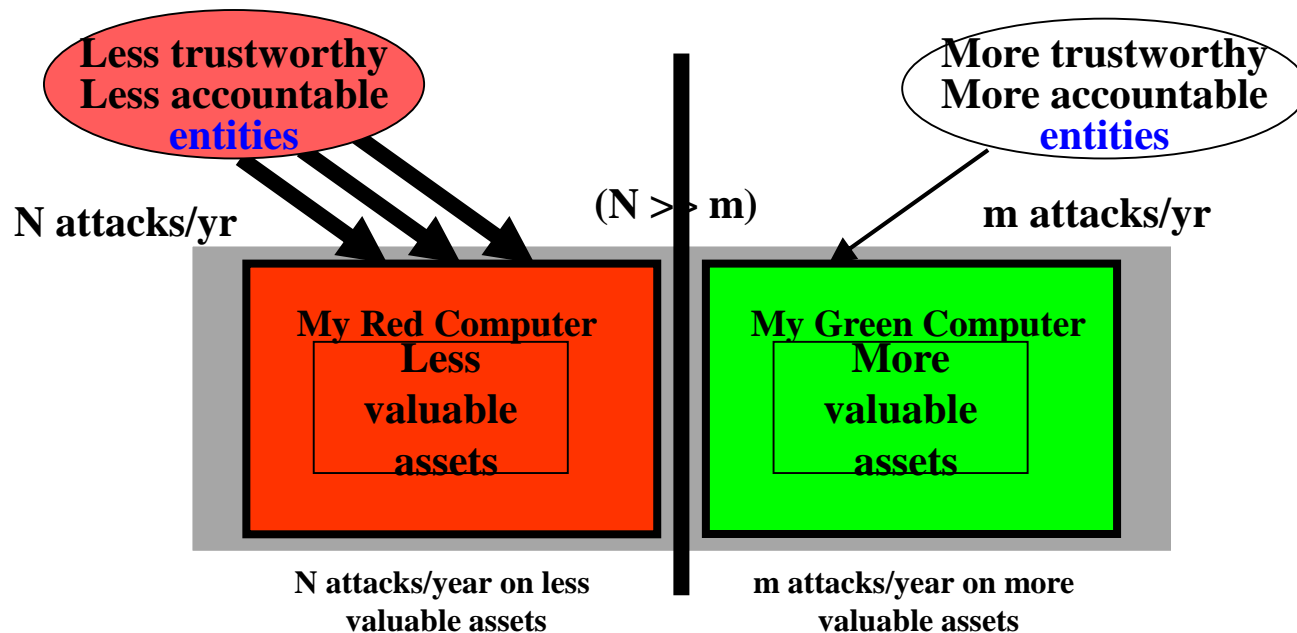 Less trustworthy
Less accountable
entities
More trustworthy
More accountable
entities
N attacks/yr
(N >> m)
m attacks/yr
My Red Computer
Less
valuable
assets
My Green Computer
More
valuable
assets
N attacks/year on less
valuable assets
m attacks/year on more
valuable assets